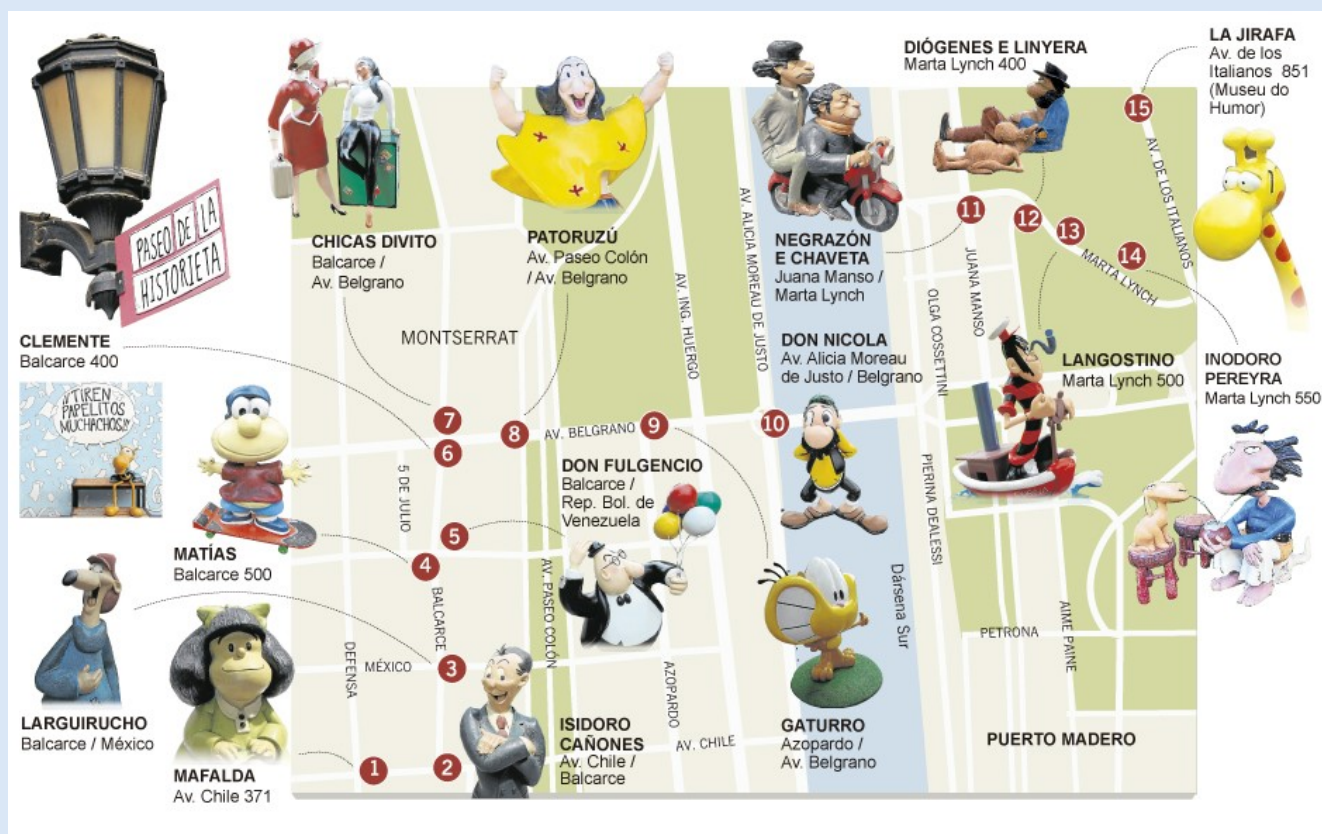 PASEO DE LA
HISTORIETA
CLEMENTE
Balcarce 400
¡¡TIREN
PAPELITOS
MUCHACHOS!!
MATÍAS
Balcarce 500
LARGUIRUCHO
Balcarce / México
MAFALDA
Av. Chile 371
CHICAS DIVITO
Balcarce /
Av. Belgrano
PATORUZÚ
Av. Paseo Colón
/ Av. Belgrano
MONTSERRAT
DON FULGENCIO
Balcarce /
Rep. Bol. de
Venezuela
ISIDORO
CAÑONES
Av. Chile /
Balcarce
NEGRAZÓN
E CHAVETA
Juana Manso /
Marta Lynch
DON NICOLA
Av. Alicia Moreau
de Justo / Belgrano
GATURRO
Azopardo /
Av. Belgrano
DIÓGENES E LINYERA
Marta Lynch 400
LANGOSTINO
Marta Lynch 500
LA JIRAFA
Av. de los
Italianos 851
(Museu do
Humor)
INODORO
PEREYRA
Marta Lynch 550
PUERTO MADERO
AV. BELGRANO
5 DE JULIO
BALCARCE
DEFENSA
MÉXICO
AV. PASEO COLÓN
AZOPARDO
AV. CHILE
AV. ING. HUERGO
AV. ALICIA MOREAU DE JUSTO
Dársena Sur
OLGA COSSETTINI
PIERINA DEALESSI
JUANA MANSO
MARTA LYNCH
AV. DE LOS ITALIANOS
PETRONA
AIME PAINE
1
2
3
4
5
6
7
8
9
10
11
12
13
14
15